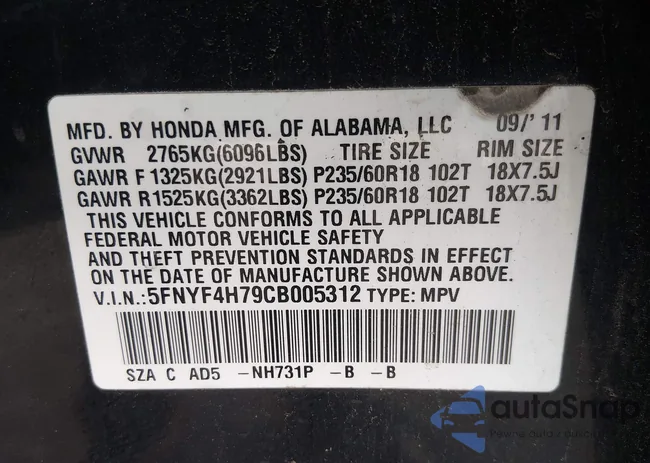 MFD. BY HONDA MFG. OF ALABAMA, LLC 09/'11
GVWR 2765KG(6096LBS) TIRE SIZE RIM SIZE
GAWR F 1325KG(2921LBS) P235/60R18 102T 18X7.5J
GAWR R 1525KG(3362LBS) P235/60R18 102T 18X7.5J
THIS VEHICLE CONFORMS TO ALL APPLICABLE
FEDERAL MOTOR VEHICLE SAFETY
AND THEFT PREVENTION STANDARDS IN EFFECT
ON THE DATE OF MANUFACTURE SHOWN ABOVE.
V.I.N.:5FNYF4H79CB005312 TYPE: MPV
SZA C AD5 -NH731P -B -B
autaSnap
Pewne auto z